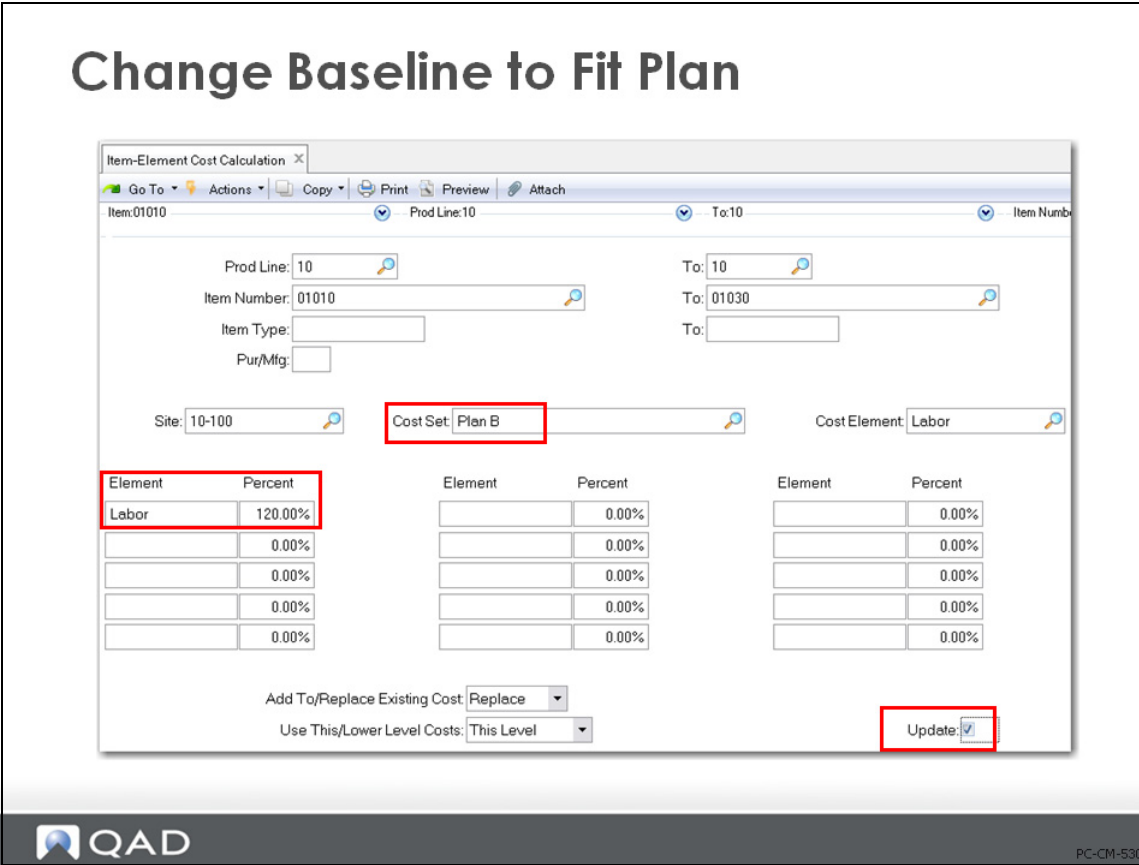 Change Baseline to Fit Plan
Item-Element Cost Calculation X
Go To Actions Copy Print Preview Attach
Item:01010 Prod Line:10 To:10 Item Numb
Prod Line: 10 To: 10
Item Number: 01010 To: 01030
Item Type: To:
Pur/Mfg:
Site: 10-100 Cost Set: Plan B Cost Element: Labor
Element Percent Element Percent Element Percent
Labor 120.00% 0.00% 0.00%
0.00% 0.00% 0.00%
0.00% 0.00% 0.00%
0.00% 0.00% 0.00%
0.00% 0.00% 0.00%
Add To/Replace Existing Cost: Replace
Use This/Lower Level Costs: This Level Update:
QAD
PC-CM-530